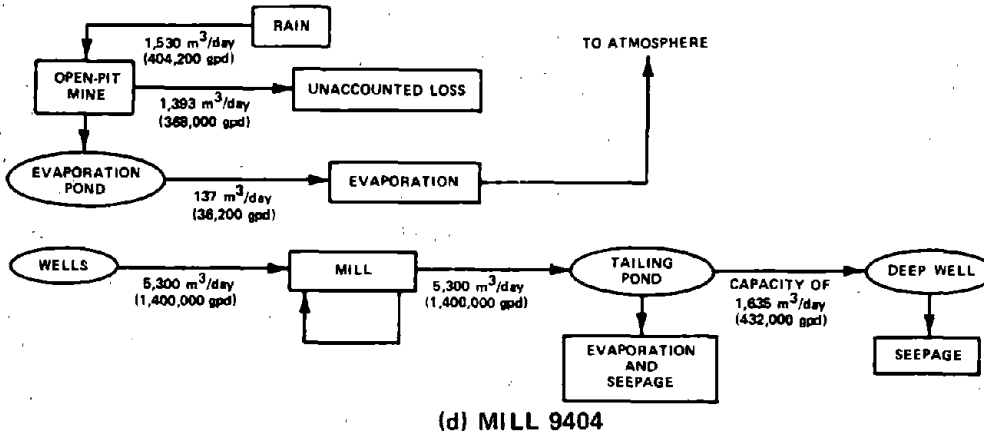 RAIN
1,530 m³/day
(404,200 gpd)
OPEN-PIT
MINE
1,393 m³/day
(368,000 gpd)
UNACCOUNTED LOSS
TO ATMOSPHERE
EVAPORATION
POND
137 m³/day
(36,200 gpd)
EVAPORATION
WELLS
5,300 m³/day
(1,400,000 gpd)
MILL
5,300 m³/day
(1,400,000 gpd)
TAILING
POND
CAPACITY OF
1,635 m³/day
(432,000 gpd)
DEEP WELL
EVAPORATION
AND
SEEPAGE
SEEPAGE
(d) MILL 9404